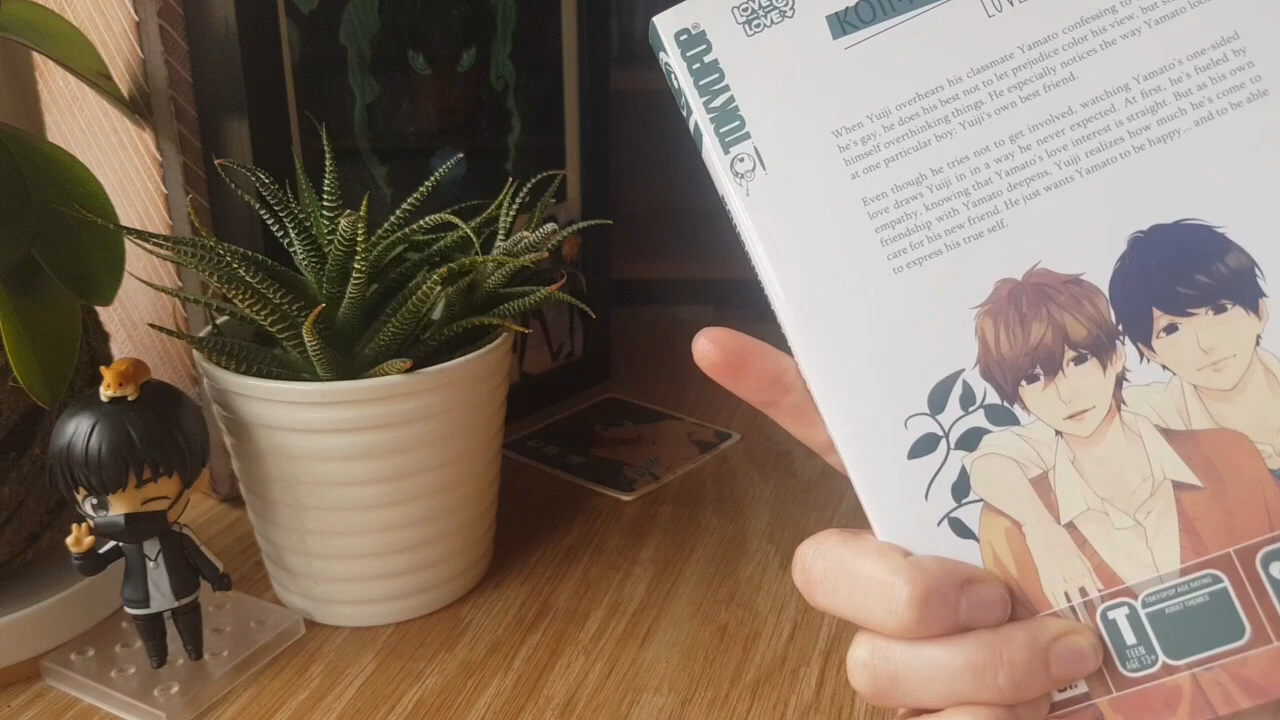 LOVE
LOVE
TOKYOPOP
LOVE
When Yuiji overhears his classmate Yamato confessing to
he's gay, he does his best not to let prejudice color his view, but
himself overthinking things. He especially notices the way Yamato
at one particular boy: Yuiji's own best friend.
Even though he tries not to get involved, watching Yamato's one-sided
love draws Yuiji in in a way he never expected. At first, he's fueled by
empathy, knowing that Yamato's love interest is straight. But as his own
friendship with Yamato deepens, Yuiji realizes how much he's come to
care for his new friend. He just wants Yamato to be happy... and to be able
to express his true self.
T
TEEN
AGE 13+
TOKYOPOP AGE RATING
ADULT THEMES